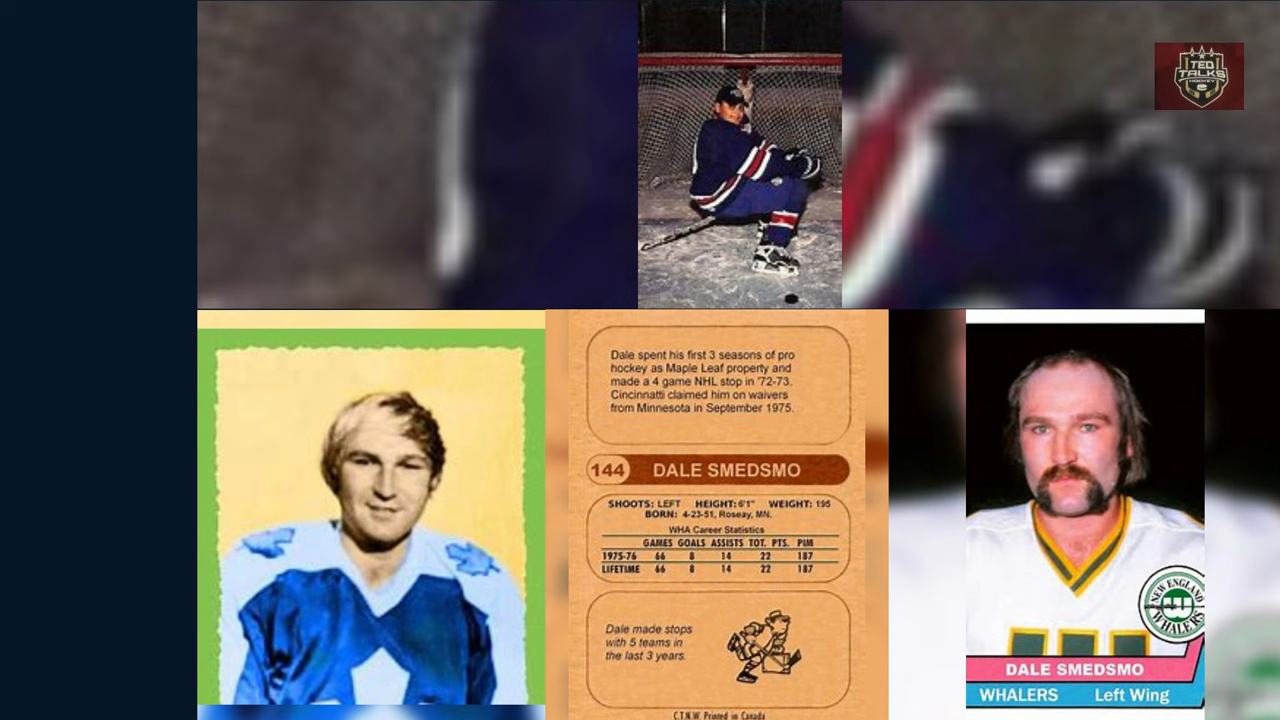 TED
TALKS
HOCKEY
Dale spent his first 3 seasons of pro
hockey as Maple Leaf property and
made a 4 game NHL stop in '72-73.
Cincinnatti claimed him on waivers
from Minnesota in September 1975.
144 DALE SMEDSMO
SHOOTS: LEFT HEIGHT: 6'1" WEIGHT: 195
BORN: 4-23-51, Roseay, MN.
WHA Career Statistics
GAMES GOALS ASSISTS TOT. PTS. PIM
1975-76 66 8 14 22 187
LIFETIME 66 8 14 22 187
Dale made stops
with 5 teams in
the last 3 years.
C.T.N.W. Printed in Canada
NEW ENGLAND
WHALERS
DALE SMEDSMO
WHALERS Left Wing